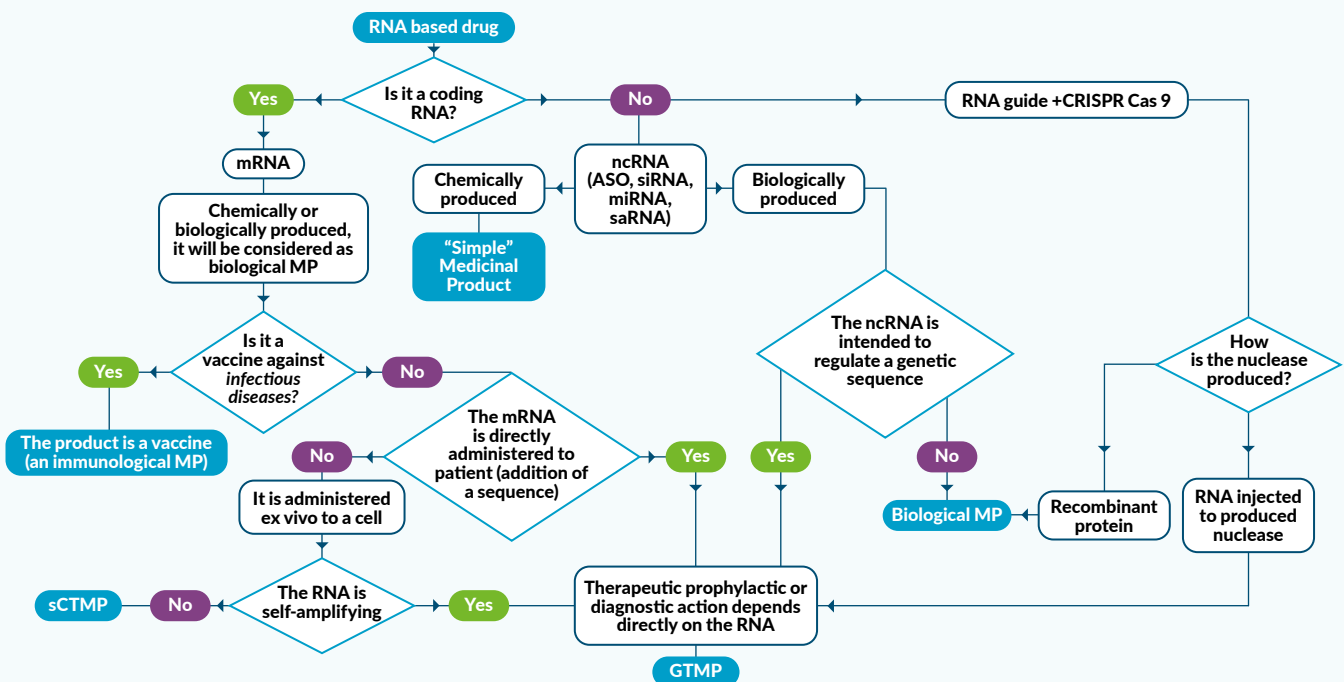 RNA based drug
Is it a coding
RNA?
Yes
No
RNA guide +CRISPR Cas 9
mRNA
Chemically or
biologically produced,
it will be considered as
biological MP
Chemically
produced
ncRNA
(ASO, siRNA,
miRNA,
saRNA)
Biologically
produced
"Simple"
Medicinal
Product
Is it a
vaccine against
infectious
diseases?
Yes
No
The product is a vaccine
(an immunological MP)
The ncRNA is
intended to
regulate a genetic
sequence
How
is the nuclease
produced?
The mRNA
is directly
administered to
patient (addition of
a sequence)
No
Yes
Yes
No
It is administered
ex vivo to a cell
Biological MP
Recombinant
protein
RNA injected
to produced
nuclease
The RNA is
self-amplifying
sCTMP
No
Yes
Therapeutic prophylactic or
diagnostic action depends
directly on the RNA
GTMP